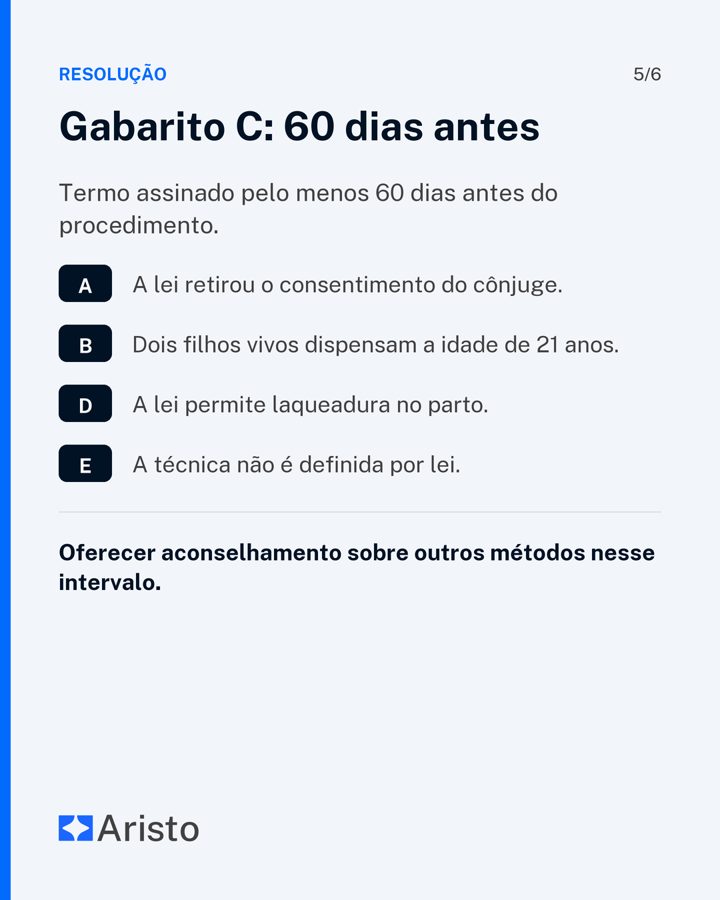 RESOLUÇÃO
5/6
Gabarito C: 60 dias antes
Termo assinado pelo menos 60 dias antes do
procedimento.
A A lei retirou o consentimento do cônjuge.
B Dois filhos vivos dispensam a idade de 21 anos.
D A lei permite laqueadura no parto.
E A técnica não é definida por lei.
Oferecer aconselhamento sobre outros métodos nesse
intervalo.
Aristo